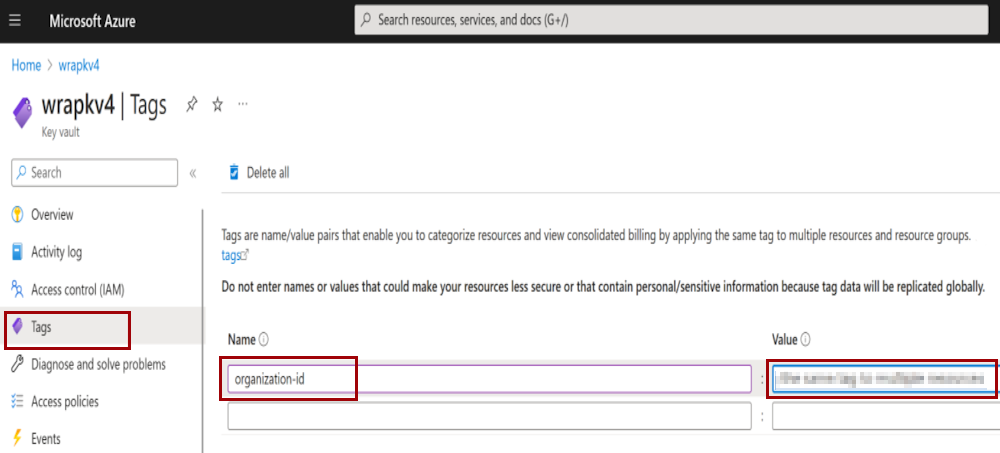 Microsoft Azure
Search resources, services, and docs (G+/)
Home > wrapkv4
wrapkv4 | Tags
...
Key vault
Search
«
Delete all
Overview
Activity log
Access control (IAM)
Tags
Diagnose and solve problems
Access policies
Events
Tags are name/value pairs that enable you to categorize resources and view consolidated billing by applying the same tag to multiple resources and resource groups.
tags
Do not enter names or values that could make your resources less secure or that contain personal/sensitive information because tag data will be replicated globally.
Name Value
organization-id :
: